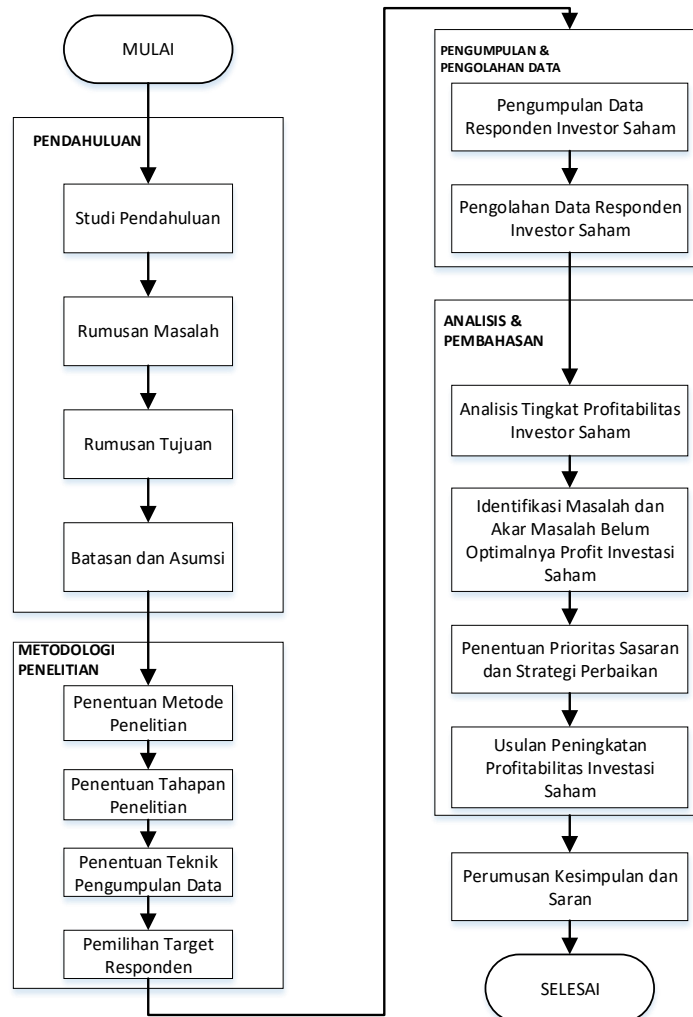 MULAI
PENDAHULUAN
Studi Pendahuluan
Rumusan Masalah
Rumusan Tujuan
Batasan dan Asumsi
METODOLOGI
PENELITIAN
Penentuan Metode
Penelitian
Penentuan Tahapan
Penelitian
Penentuan Teknik
Pengumpulan Data
Pemilihan Target
Responden
PENGUMPULAN &
PENGOLAHAN DATA
Pengumpulan Data
Responden Investor Saham
Pengolahan Data Responden
Investor Saham
ANALISIS &
PEMBAHASAN
Analisis Tingkat Profitabilitas
Investor Saham
Identifikasi Masalah dan
Akar Masalah Belum
Optimalnya Profit Investasi
Saham
Penentuan Prioritas Sasaran
dan Strategi Perbaikan
Usulan Peningkatan
Profitabilitas Investasi
Saham
Perumusan Kesimpulan dan
Saran
SELESAI